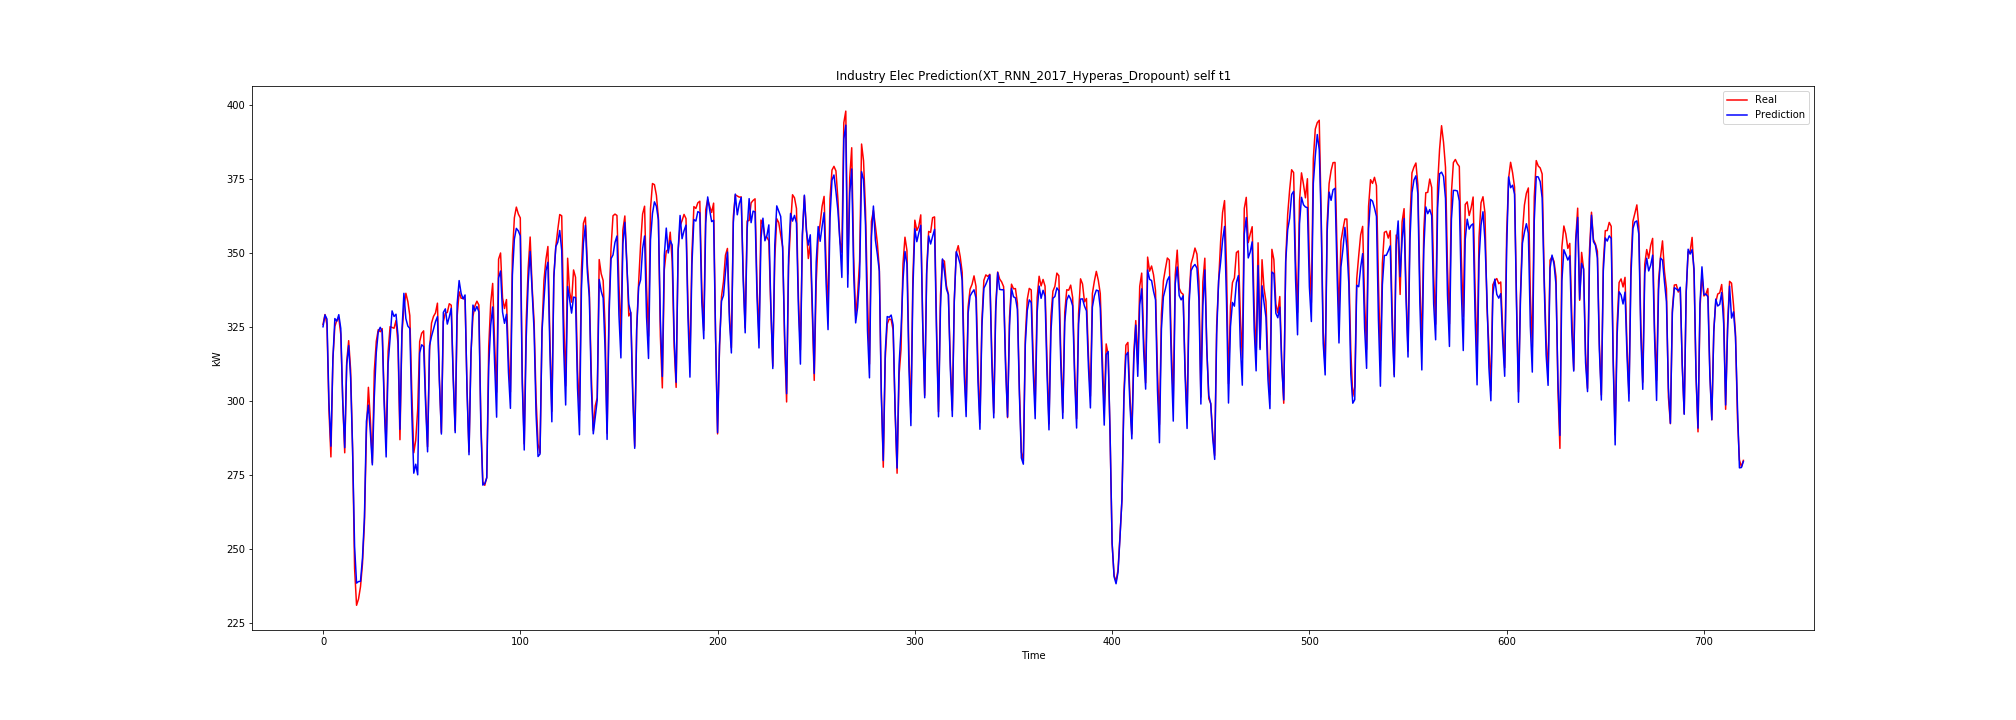 Industry Elec Prediction(XT_RNN_2017_Hyperas_Dropount) self t1
Real
Prediction
400
375
350
325
300
275
250
225
kW
0 100 200 300 400 500 600 700
Time